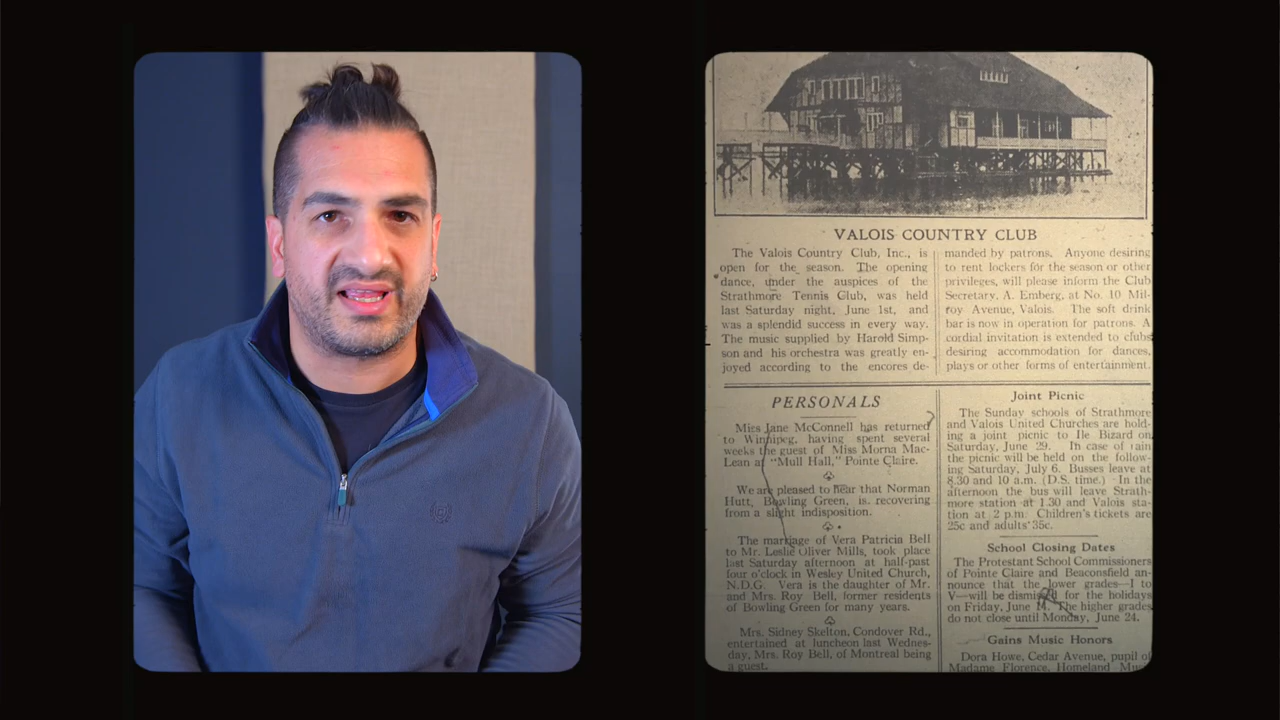 VALOIS COUNTRY CLUB
The Valois Country Club, Inc., is
open for the season. The opening
dance, under the auspices of the
Strathmore Tennis Club, was held
last Saturday night, June 1st, and
was a splendid success in every way.
The music supplied by Harold Simp-
son and his orchestra was greatly en-
joyed according to the encores de-
manded by patrons. Anyone desiring
to rent lockers for the season or other
privileges, will please inform the Club
Secretary, A. Emberg, at No. 10 Mil-
roy Avenue, Valois. The soft drink
bar is now in operation for patrons. A
cordial invitation is extended to clubs
desiring accommodation for dances,
plays or other forms of entertainment.
PERSONALS
Miss Jane McConnell has returned
to Winnipeg, having spent several
weeks the guest of Miss Morna Mac-
Lean at "Mull Hall," Pointe Claire.
We are pleased to hear that Norman
Hutt, Bowling Green, is recovering
from a slight indisposition.
The marriage of Vera Patricia Bell
to Mr. Leslie Oliver Mills, took place
last Saturday afternoon at half-past
four o'clock in Wesley United Church,
N.D.G. Vera is the daughter of Mr.
and Mrs. Roy Bell, former residents
of Bowling Green for many years.
Mrs. Sidney Skelton, Condover Rd.,
entertained at luncheon last Wednes-
day, Mrs. Roy Bell, of Montreal being
a guest.
Joint Picnic
The Sunday schools of Strathmore
and Valois United Churches are hold-
ing a joint picnic to Ile Bizard on
Saturday, June 29. In case of rain
the picnic will be held on the follow-
ing Saturday, July 6. Busses leave at
8.30 and 10 a.m. (D.S. time.) In the
afternoon the bus will leave Strath-
more station at 1.30 and Valois sta-
tion at 2 p.m. Children's tickets are
25c and adults 35c.
School Closing Dates
The Protestant School Commissioners
of Pointe Claire and Beaconsfield an-
nounce that the lower grades—I to
V—will be dismissed for the holidays
on Friday, June 14. The higher grades
do not close until Monday, June 24.
Gains Music Honors
Dora Howe, Cedar Avenue, pupil of
Madame Florence, Homeland Music